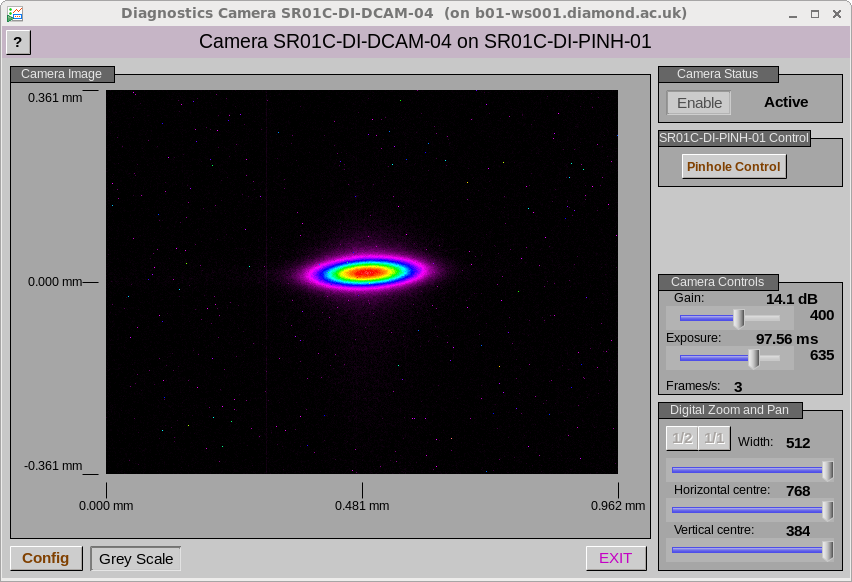 Diagnostics Camera SR01C-DI-DCAM-04 (on b01-ws001.diamond.ac.uk)
?
Camera SR01C-DI-DCAM-04 on SR01C-DI-PINH-01
Camera Image
0.361 mm
0.000 mm
-0.361 mm
0.000 mm
0.481 mm
0.962 mm
Config
Grey Scale
EXIT
Camera Status
Enable
Active
SR01C-DI-PINH-01 Control
Pinhole Control
Camera Controls
Gain: 14.1 dB
400
Exposure: 97.56 ms
635
Frames/s: 3
Digital Zoom and Pan
1/2 1/1 Width: 512
Horizontal centre: 768
Vertical centre: 384